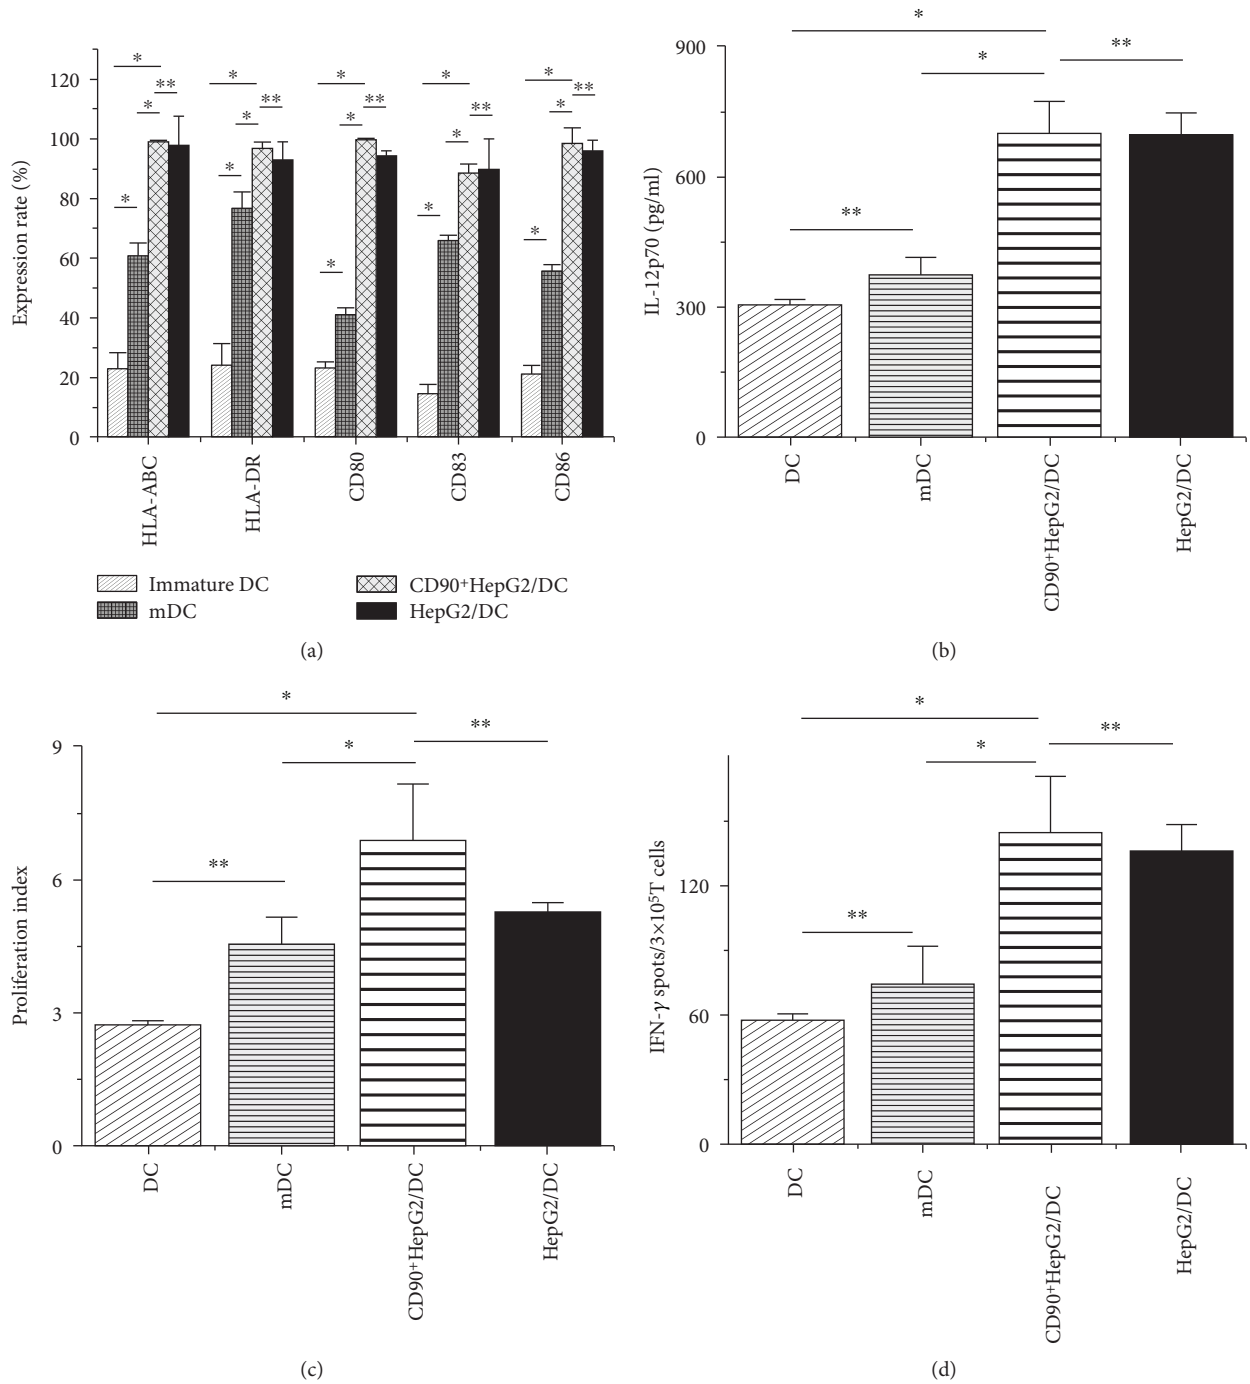 Expression rate (%)
120
100
80
60
40
20
0
* * * * *
* ** * ** * ** * ** * **
* * * * *
HLA-ABC
HLA-DR
CD80
CD83
CD86
Immature DC
mDC
CD90⁺HepG2/DC
HepG2/DC
(a)
IL-12p70 (pg/ml)
900
600
300
0
*
* **
**
DC
mDC
CD90⁺HepG2/DC
HepG2/DC
(b)
Proliferation index
9
6
3
0
*
* **
**
DC
mDC
CD90⁺HepG2/DC
HepG2/DC
(c)
IFN-γ spots/3×10⁵T cells
120
60
0
*
* **
**
DC
mDC
CD90⁺HepG2/DC
HepG2/DC
(d)